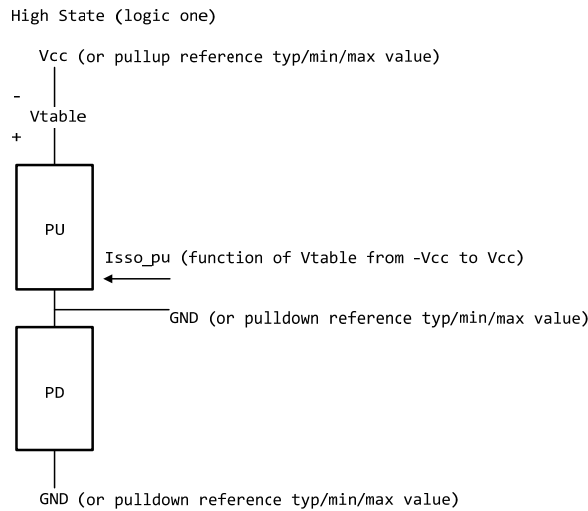 High State (logic one)
Vcc (or pullup reference typ/min/max value)
-
Vtable
+
PU
Isso_pu (function of Vtable from -Vcc to Vcc)
GND (or pulldown reference typ/min/max value)
PD
GND (or pulldown reference typ/min/max value)